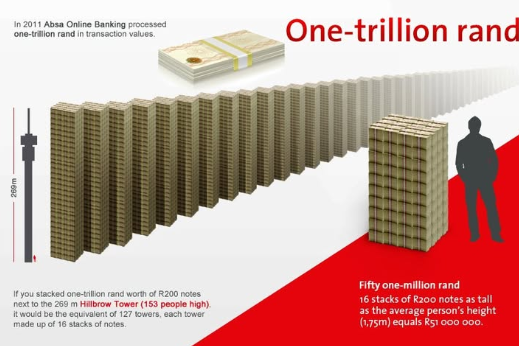 In 2011 Absa Online Banking processed
one-trillion rand in transaction values.
One-trillion rand
269m
If you stacked one-trillion rand worth of R200 notes
next to the 269 m Hillbrow Tower (153 people high),
it would be the equivalent of 127 towers, each tower
made up of 16 stacks of notes.
Fifty one-million rand
16 stacks of R200 notes as tall
as the average person's height
(1,75m) equals R51 000 000.